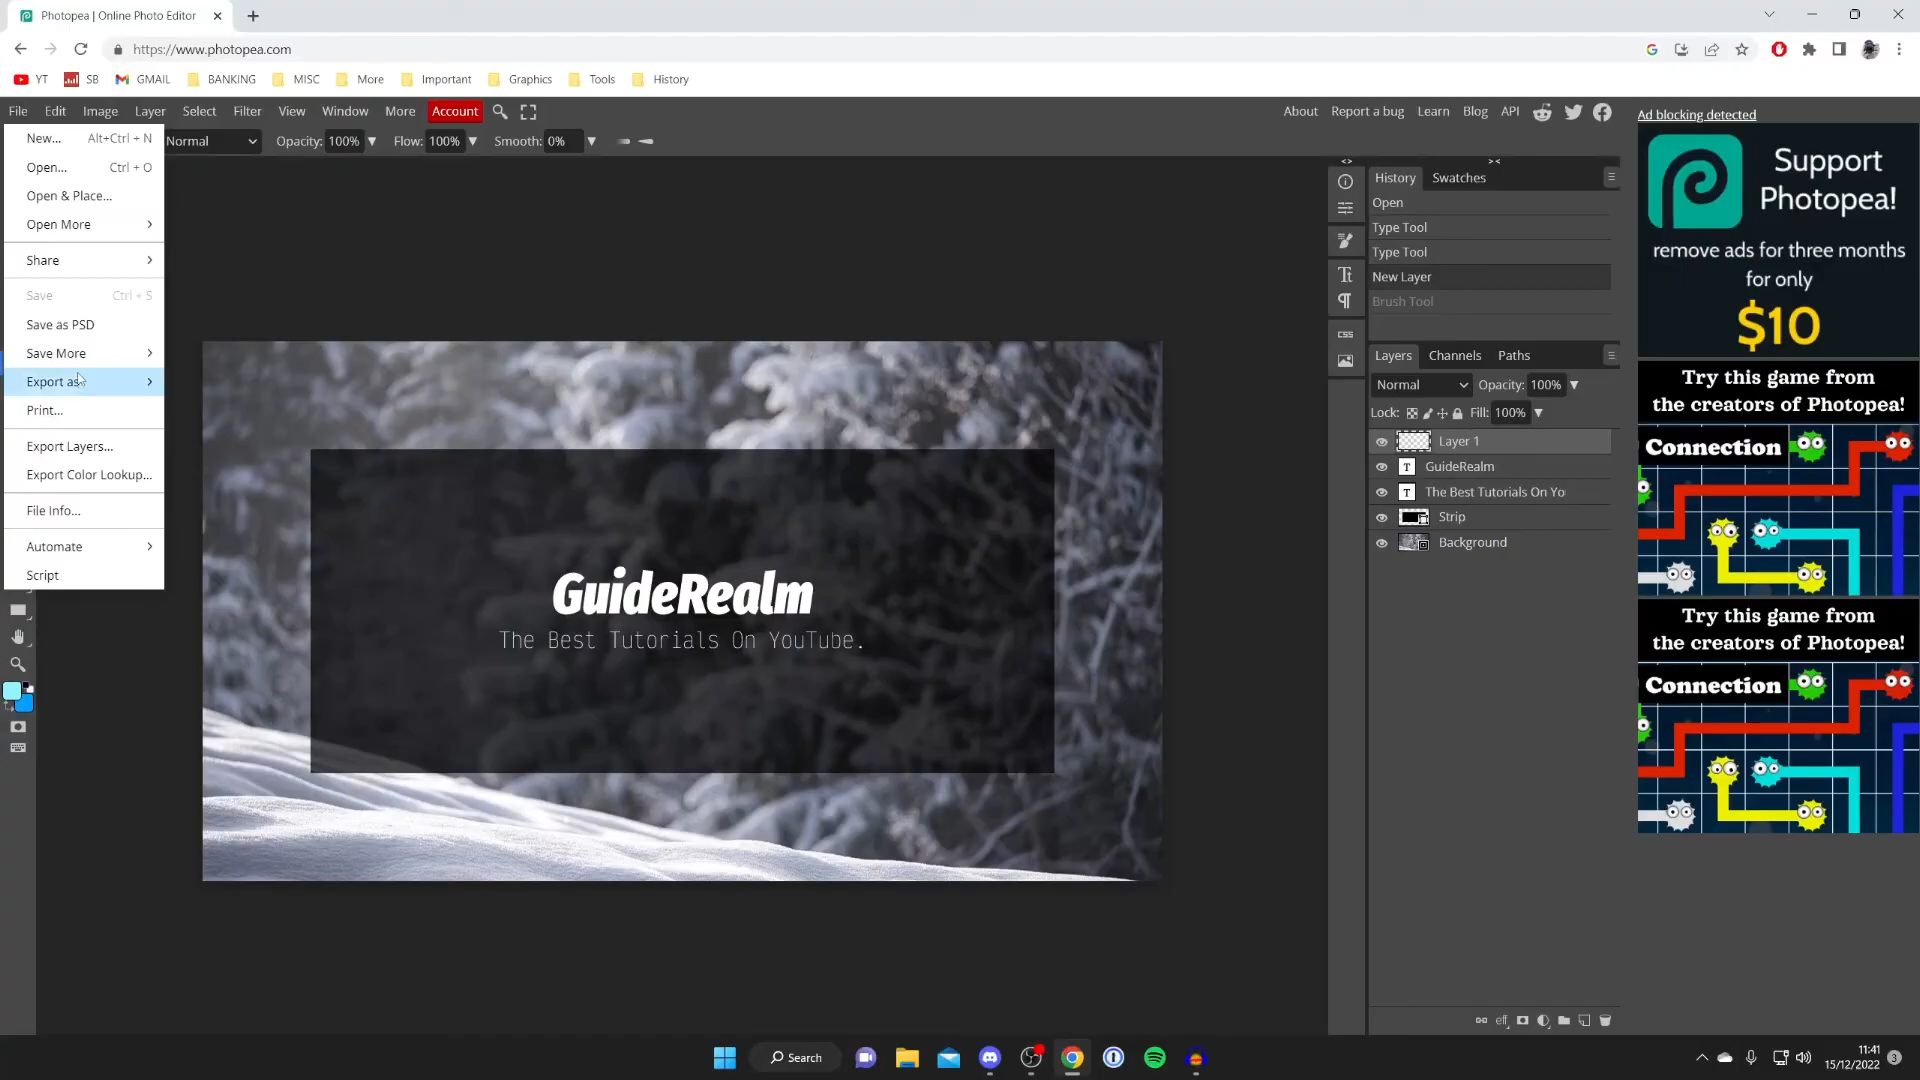 Photopea | Online Photo Editor
https://www.photopea.com
YT SB GMAIL BANKING MISC More Important Graphics Tools History
File Edit Image Layer Select Filter View Window More Account
About Report a bug Learn Blog API
Ad blocking detected
Normal Opacity: 100% Flow: 100% Smooth: 0%
New... Alt+Ctrl + N
Open... Ctrl + O
Open & Place...
Open More
Share
Save Ctrl + S
Save as PSD
Save More
Export as
Print...
Export Layers...
Export Color Lookup...
File Info...
Automate
Script
GuideRealm
The Best Tutorials On YouTube.
History Swatches
Open
Type Tool
Type Tool
New Layer
Brush Tool
CSS
Layers Channels Paths
Normal Opacity: 100%
Lock: Fill: 100%
Layer 1
T GuideRealm
T The Best Tutorials On Yo
Strip
Background
eff
Support
Photopea!
remove ads for three months
for only
$10
Try this game from
the creators of Photopea!
Connection
Try this game from
the creators of Photopea!
Connection
Search
11:41
15/12/2022
3